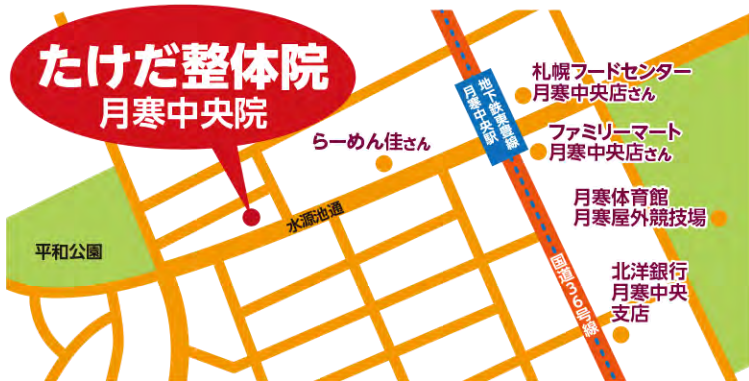 たけだ整体院
月寒中央院
地下鉄東豊線
月寒中央駅
札幌フードセンター
月寒中央店さん
らーめん佳さん
ファミリーマート
月寒中央店さん
月寒体育館
月寒屋外競技場
水源池通
平和公園
国道36号線
北洋銀行
月寒中央
支店